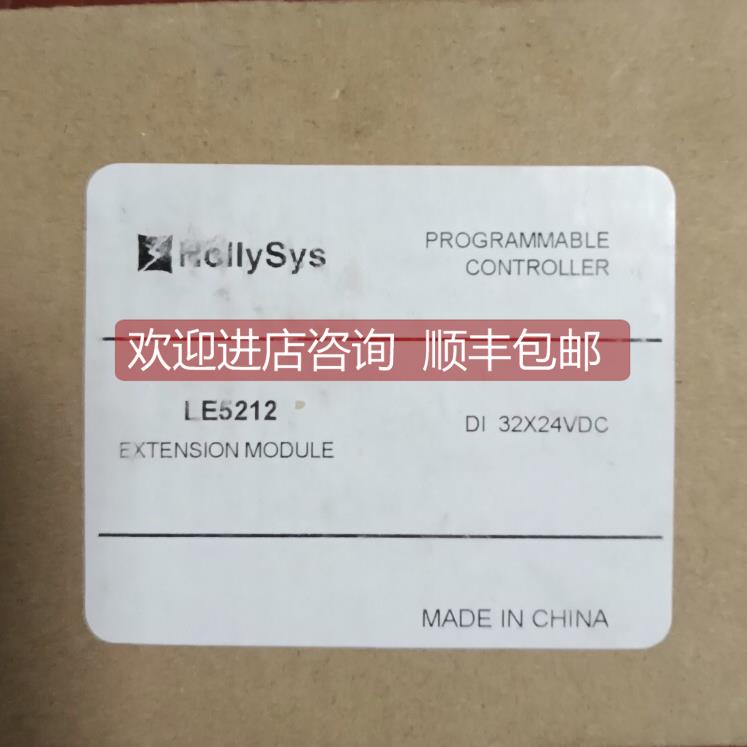 HollySys
PROGRAMMABLE
CONTROLLER
欢迎进店咨询 顺丰包邮
LE5212
EXTENSION MODULE
DI 32X24VDC
MADE IN CHINA